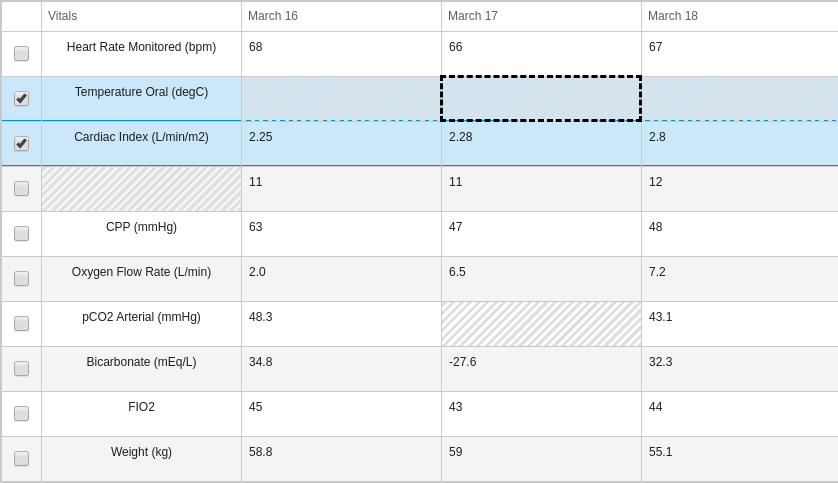 Vitals March 16 March 17 March 18
Heart Rate Monitored (bpm) 68 66 67
Temperature Oral (degC)
Cardiac Index (L/min/m2) 2.25 2.28 2.8
11 11 12
CPP (mmHg) 63 47 48
Oxygen Flow Rate (L/min) 2.0 6.5 7.2
pCO2 Arterial (mmHg) 48.3 43.1
Bicarbonate (mEq/L) 34.8 -27.6 32.3
FIO2 45 43 44
Weight (kg) 58.8 59 55.1